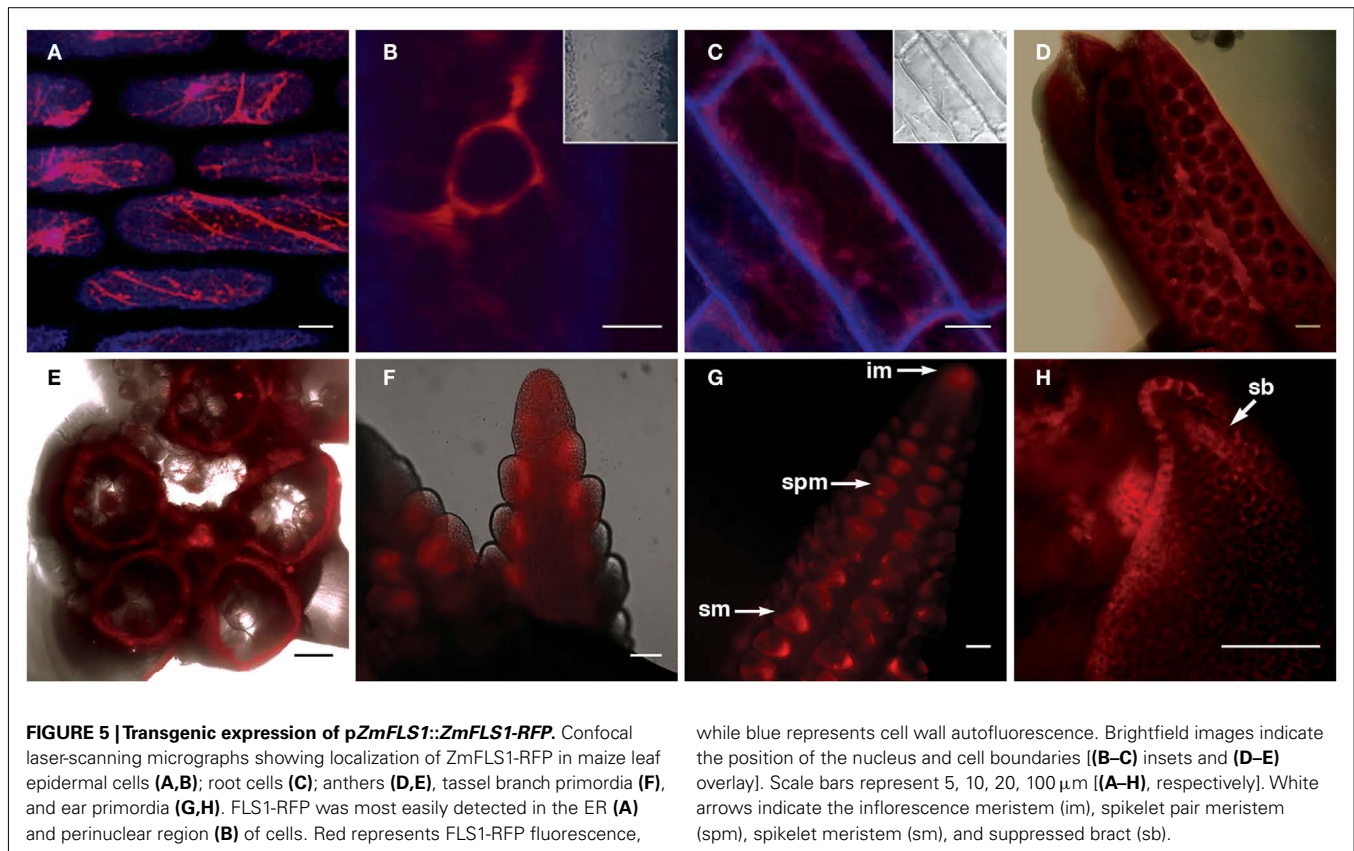 A
B
C
D
E
F
G
H
im
spm
sm
sb
FIGURE 5 | Transgenic expression of pZmFLS1::ZmFLS1-RFP. Confocal
laser-scanning micrographs showing localization of ZmFLS1-RFP in maize leaf
epidermal cells (A,B); root cells (C); anthers (D,E), tassel branch primordia (F),
and ear primordia (G,H). FLS1-RFP was most easily detected in the ER (A)
and perinuclear region (B) of cells. Red represents FLS1-RFP fluorescence,
while blue represents cell wall autofluorescence. Brightfield images indicate
the position of the nucleus and cell boundaries [(B–C) insets and (D–E)
overlay]. Scale bars represent 5, 10, 20, 100 μm [(A–H), respectively]. White
arrows indicate the inflorescence meristem (im), spikelet pair meristem
(spm), spikelet meristem (sm), and suppressed bract (sb).